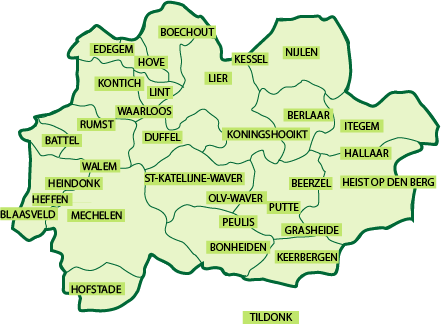 BOECHOUT
EDEGEM
NIJLEN
HOVE
KESSEL
LIER
KONTICH
LINT
WAARLOOS
BERLAAR
RUMST
ITEGEM
BATTEL
DUFFEL
KONINGSHOOIKT
HALLAAR
WALEM
ST-KATELIJNE-WAVER
HEINDONK
BEERZEL
HEIST OP DEN BERG
HEFFEN
OLV-WAVER
PUTTE
BLAASVELD
MECHELEN
PEULIS
GRASHEIDE
BONHEIDEN
KEERBERGEN
HOFSTADE
TILDONK